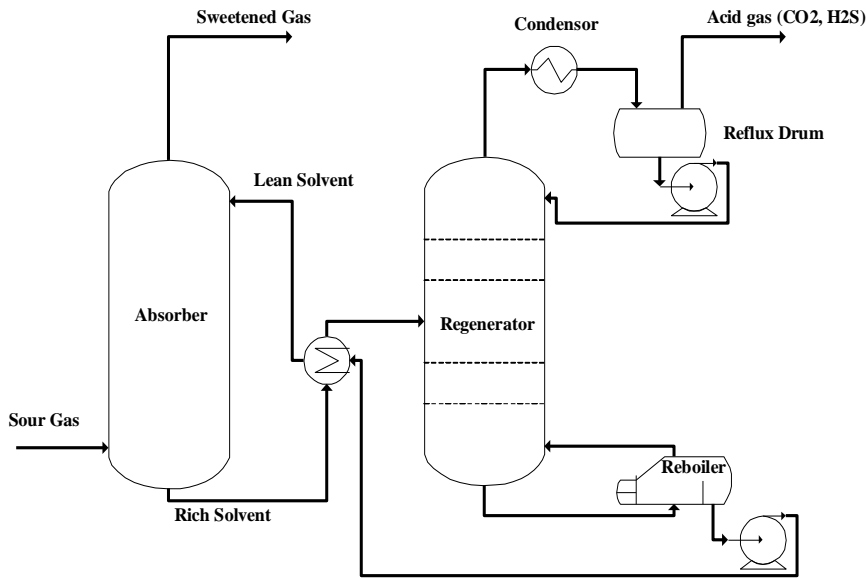 Sweetened Gas
Condensor
Acid gas (CO2, H2S)
Reflux Drum
Lean Solvent
Absorber
Regenerator
Sour Gas
Reboiler
Rich Solvent